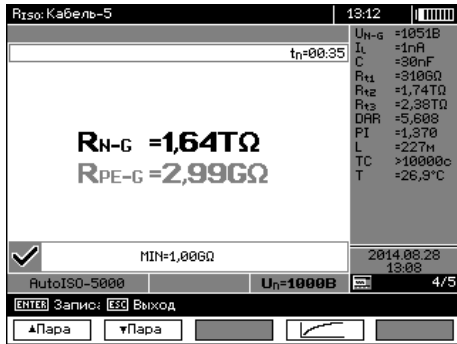 RISO: Кабель-5 13:12
tn=00:35
RN-G =1,64TΩ
RPE-G =2,99GΩ
MIN=1,00GΩ
UN-G =1051В
IL =1nA
C =30nF
Rt1 =310GΩ
Rt2 =1,74TΩ
Rt3 =2,38TΩ
DAR =5,608
PI =1,370
L =227м
TC >10000с
T =26,9°C
2014.08.28
13:08
AutoISO-5000 Un=1000В 4/5
ENTER Записа ESC Выход
▲Пара ▼Пара